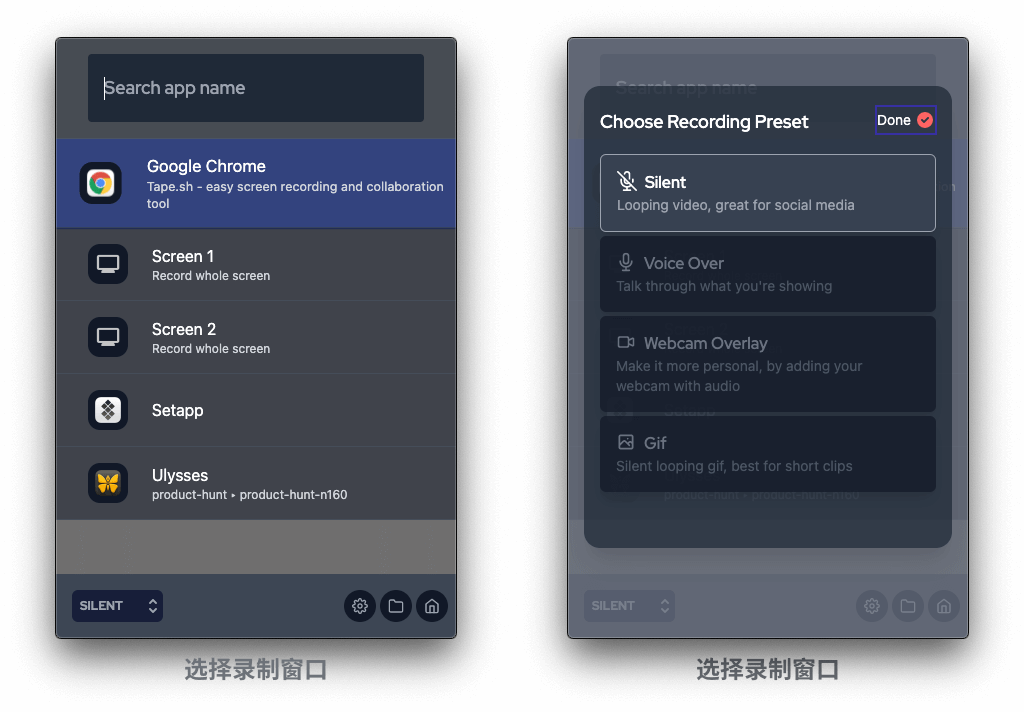 Search app name
Google Chrome
Tape.sh - easy screen recording and collaboration
tool
Screen 1
Record whole screen
Screen 2
Record whole screen
Setapp
Ulysses
product-hunt ‣ product-hunt-n160
SILENT
选择录制窗口
Search app name
Choose Recording Preset
Done
Silent
Looping video, great for social media
Voice Over
Talk through what you're showing
Webcam Overlay
Make it more personal, by adding your
webcam with audio
Setapp
Gif
Silent looping gif, best for short clips
product-hunt ‣ product-hunt-n160
SILENT
选择录制窗口